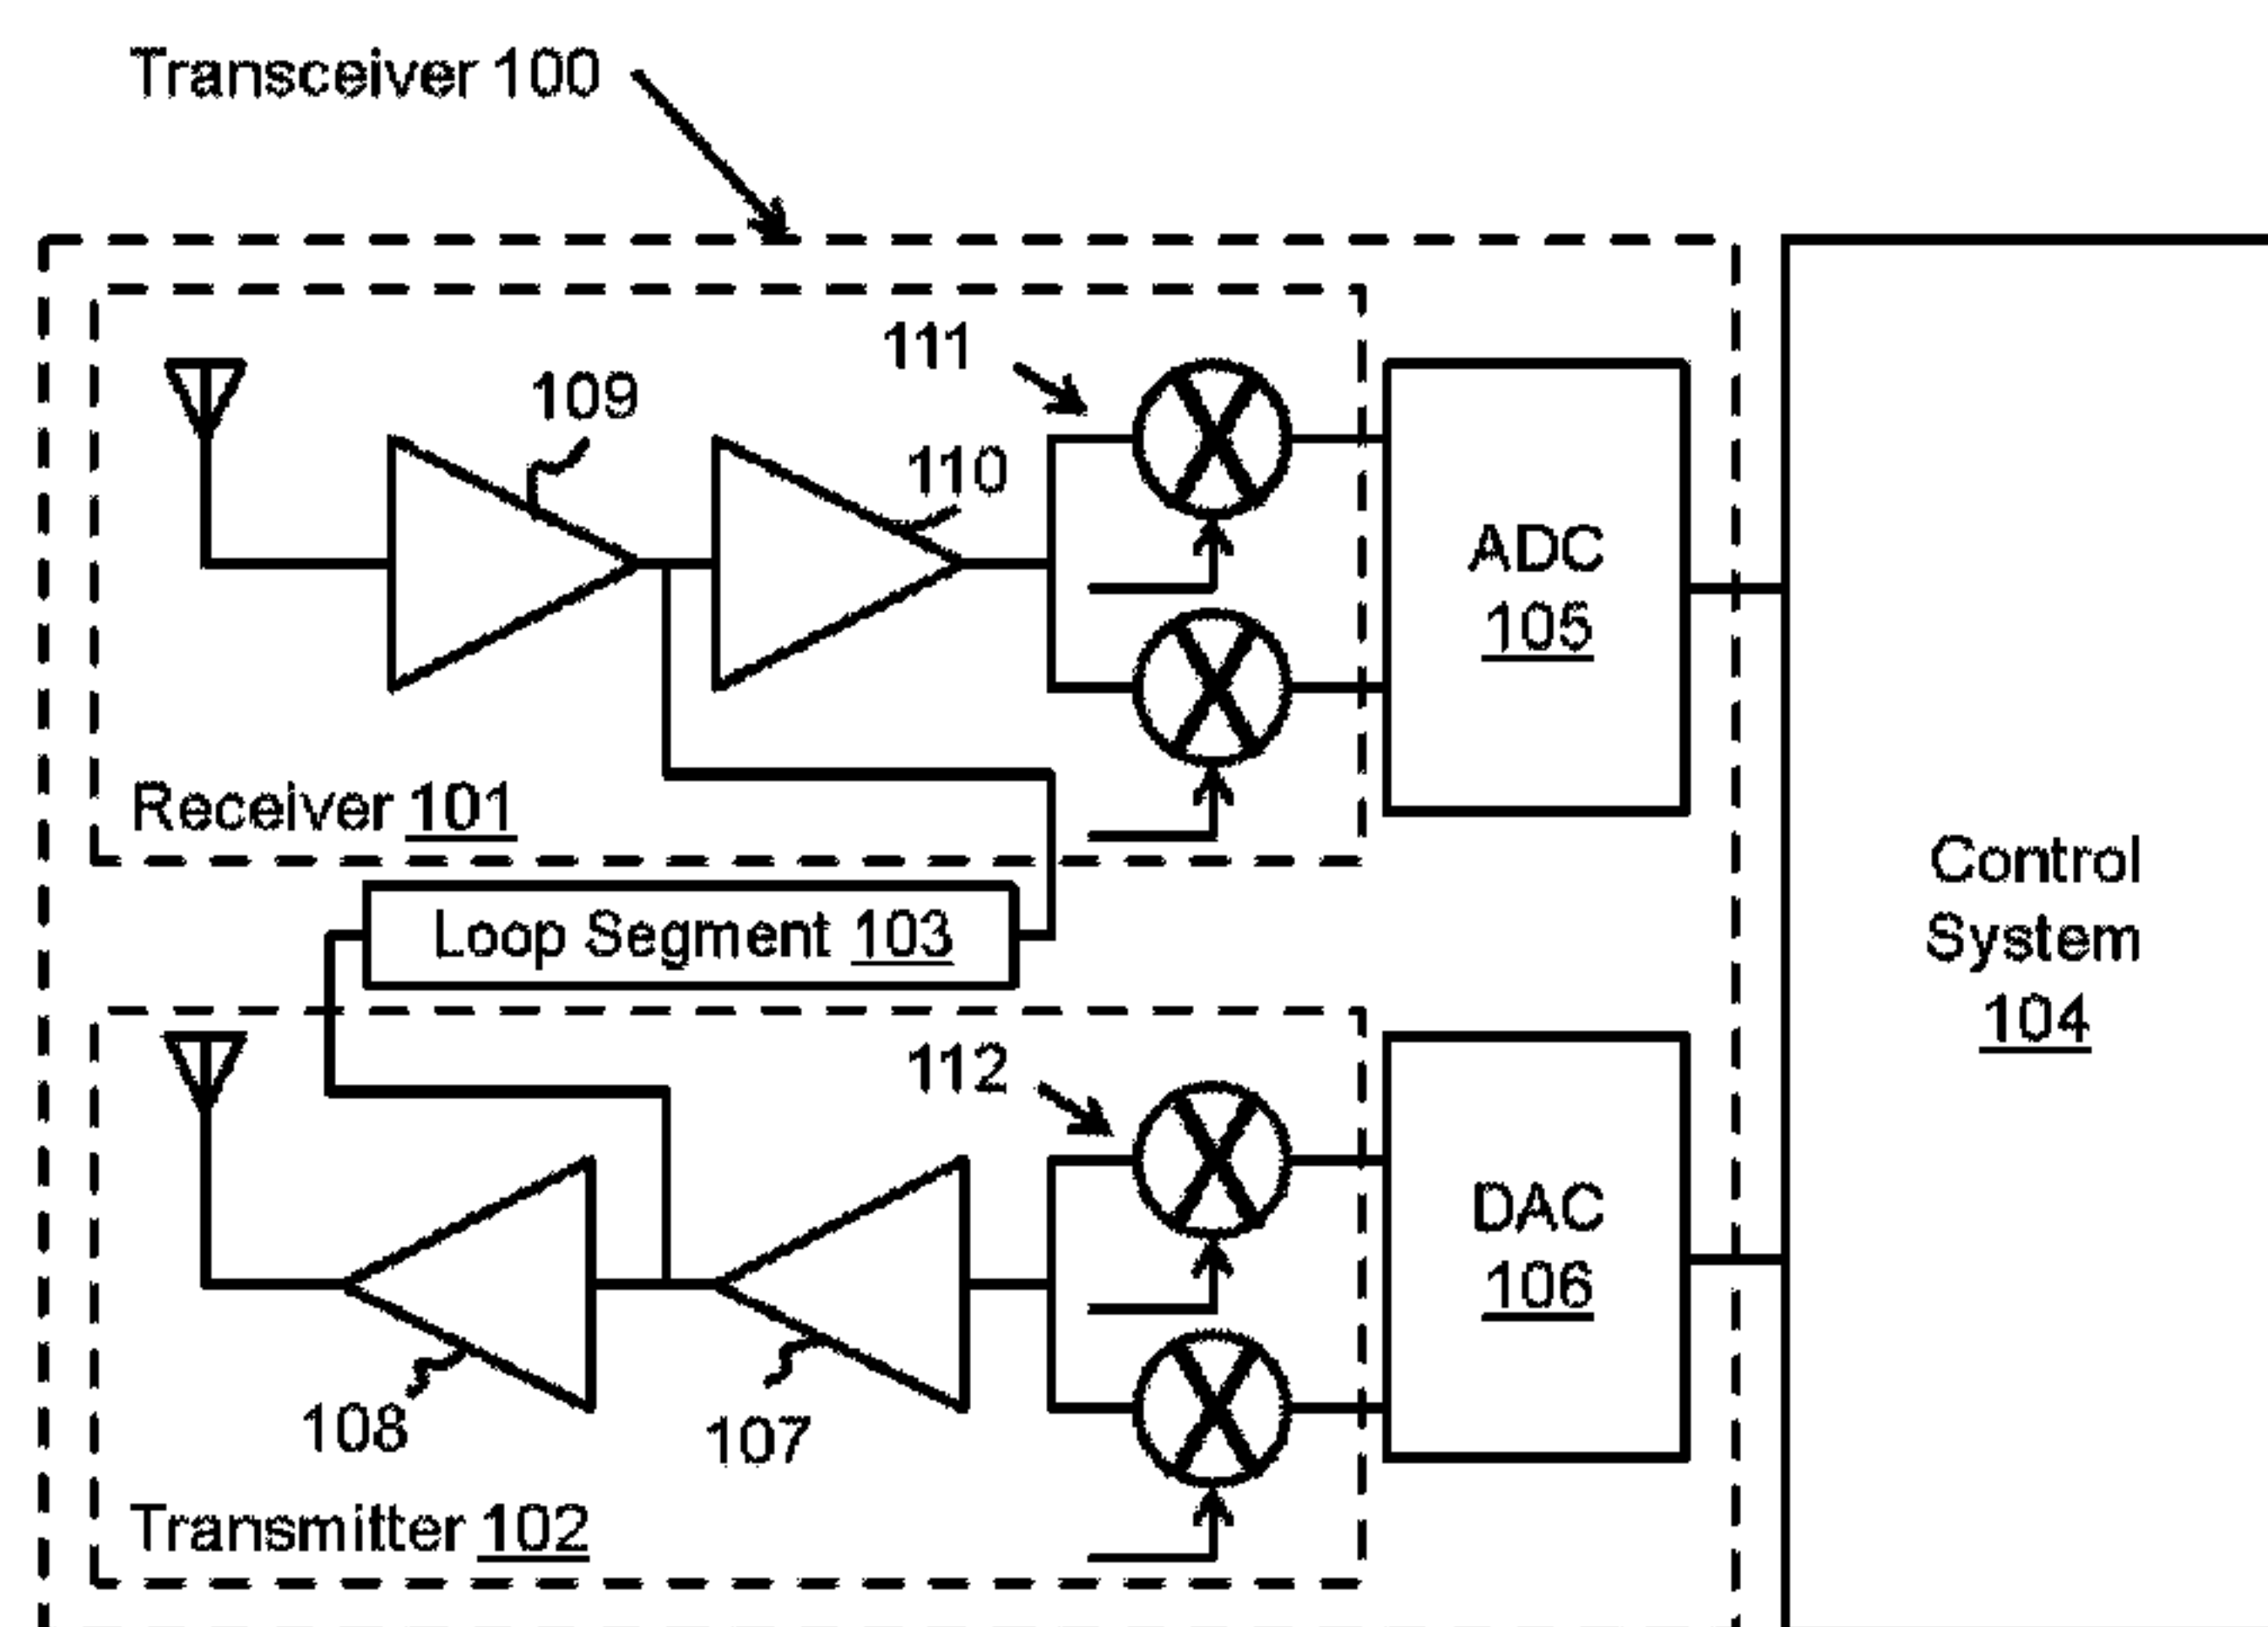 Transceiver 100
111
109
110
ADC
105
Receiver 101
Control
System
104
Loop Segment 103
112
DAC
106
108
107
Transmitter 102